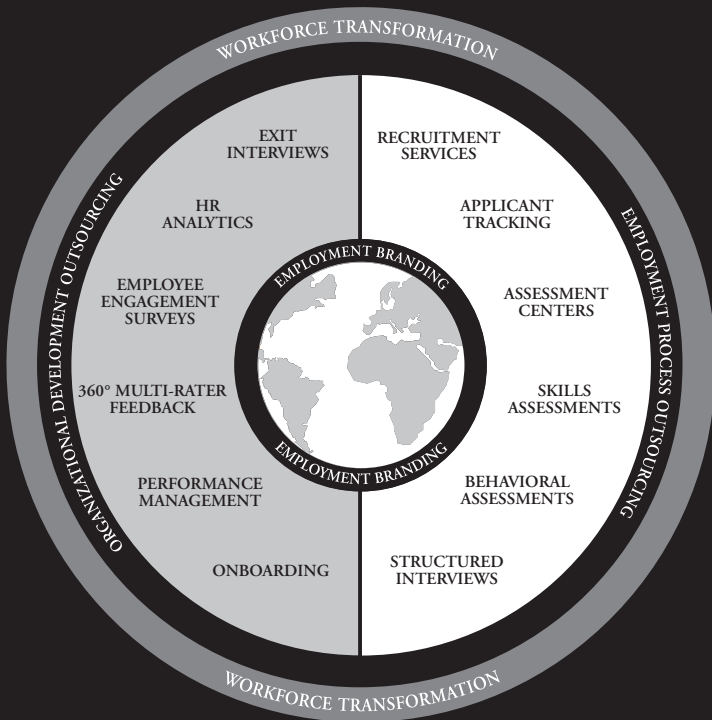 WORKFORCE TRANSFORMATION
ORGANIZATIONAL DEVELOPMENT OUTSOURCING
EXIT
INTERVIEWS
HR
ANALYTICS
EMPLOYEE
ENGAGEMENT
SURVEYS
360° MULTI-RATER
FEEDBACK
PERFORMANCE
MANAGEMENT
ONBOARDING
EMPLOYMENT BRANDING
EMPLOYMENT BRANDING
RECRUITMENT
SERVICES
APPLICANT
TRACKING
ASSESSMENT
CENTERS
SKILLS
ASSESSMENTS
BEHAVIORAL
ASSESSMENTS
STRUCTURED
INTERVIEWS
EMPLOYMENT PROCESS OUTSOURCING
WORKFORCE TRANSFORMATION